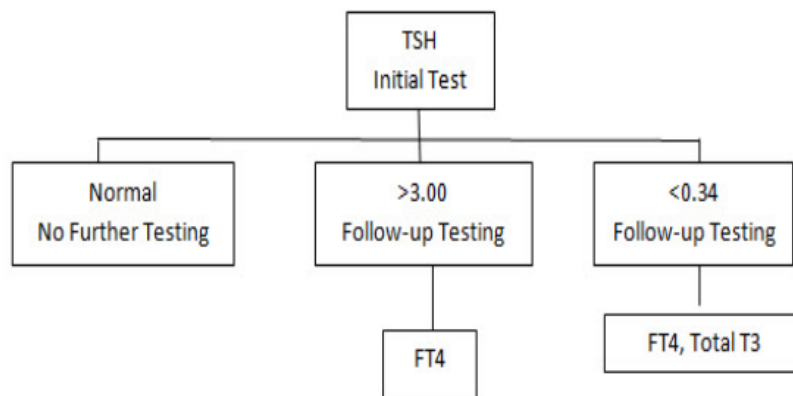 TSH
Initial Test
Normal
No Further Testing
>3.00
Follow-up Testing
<0.34
Follow-up Testing
FT4
FT4, Total T3